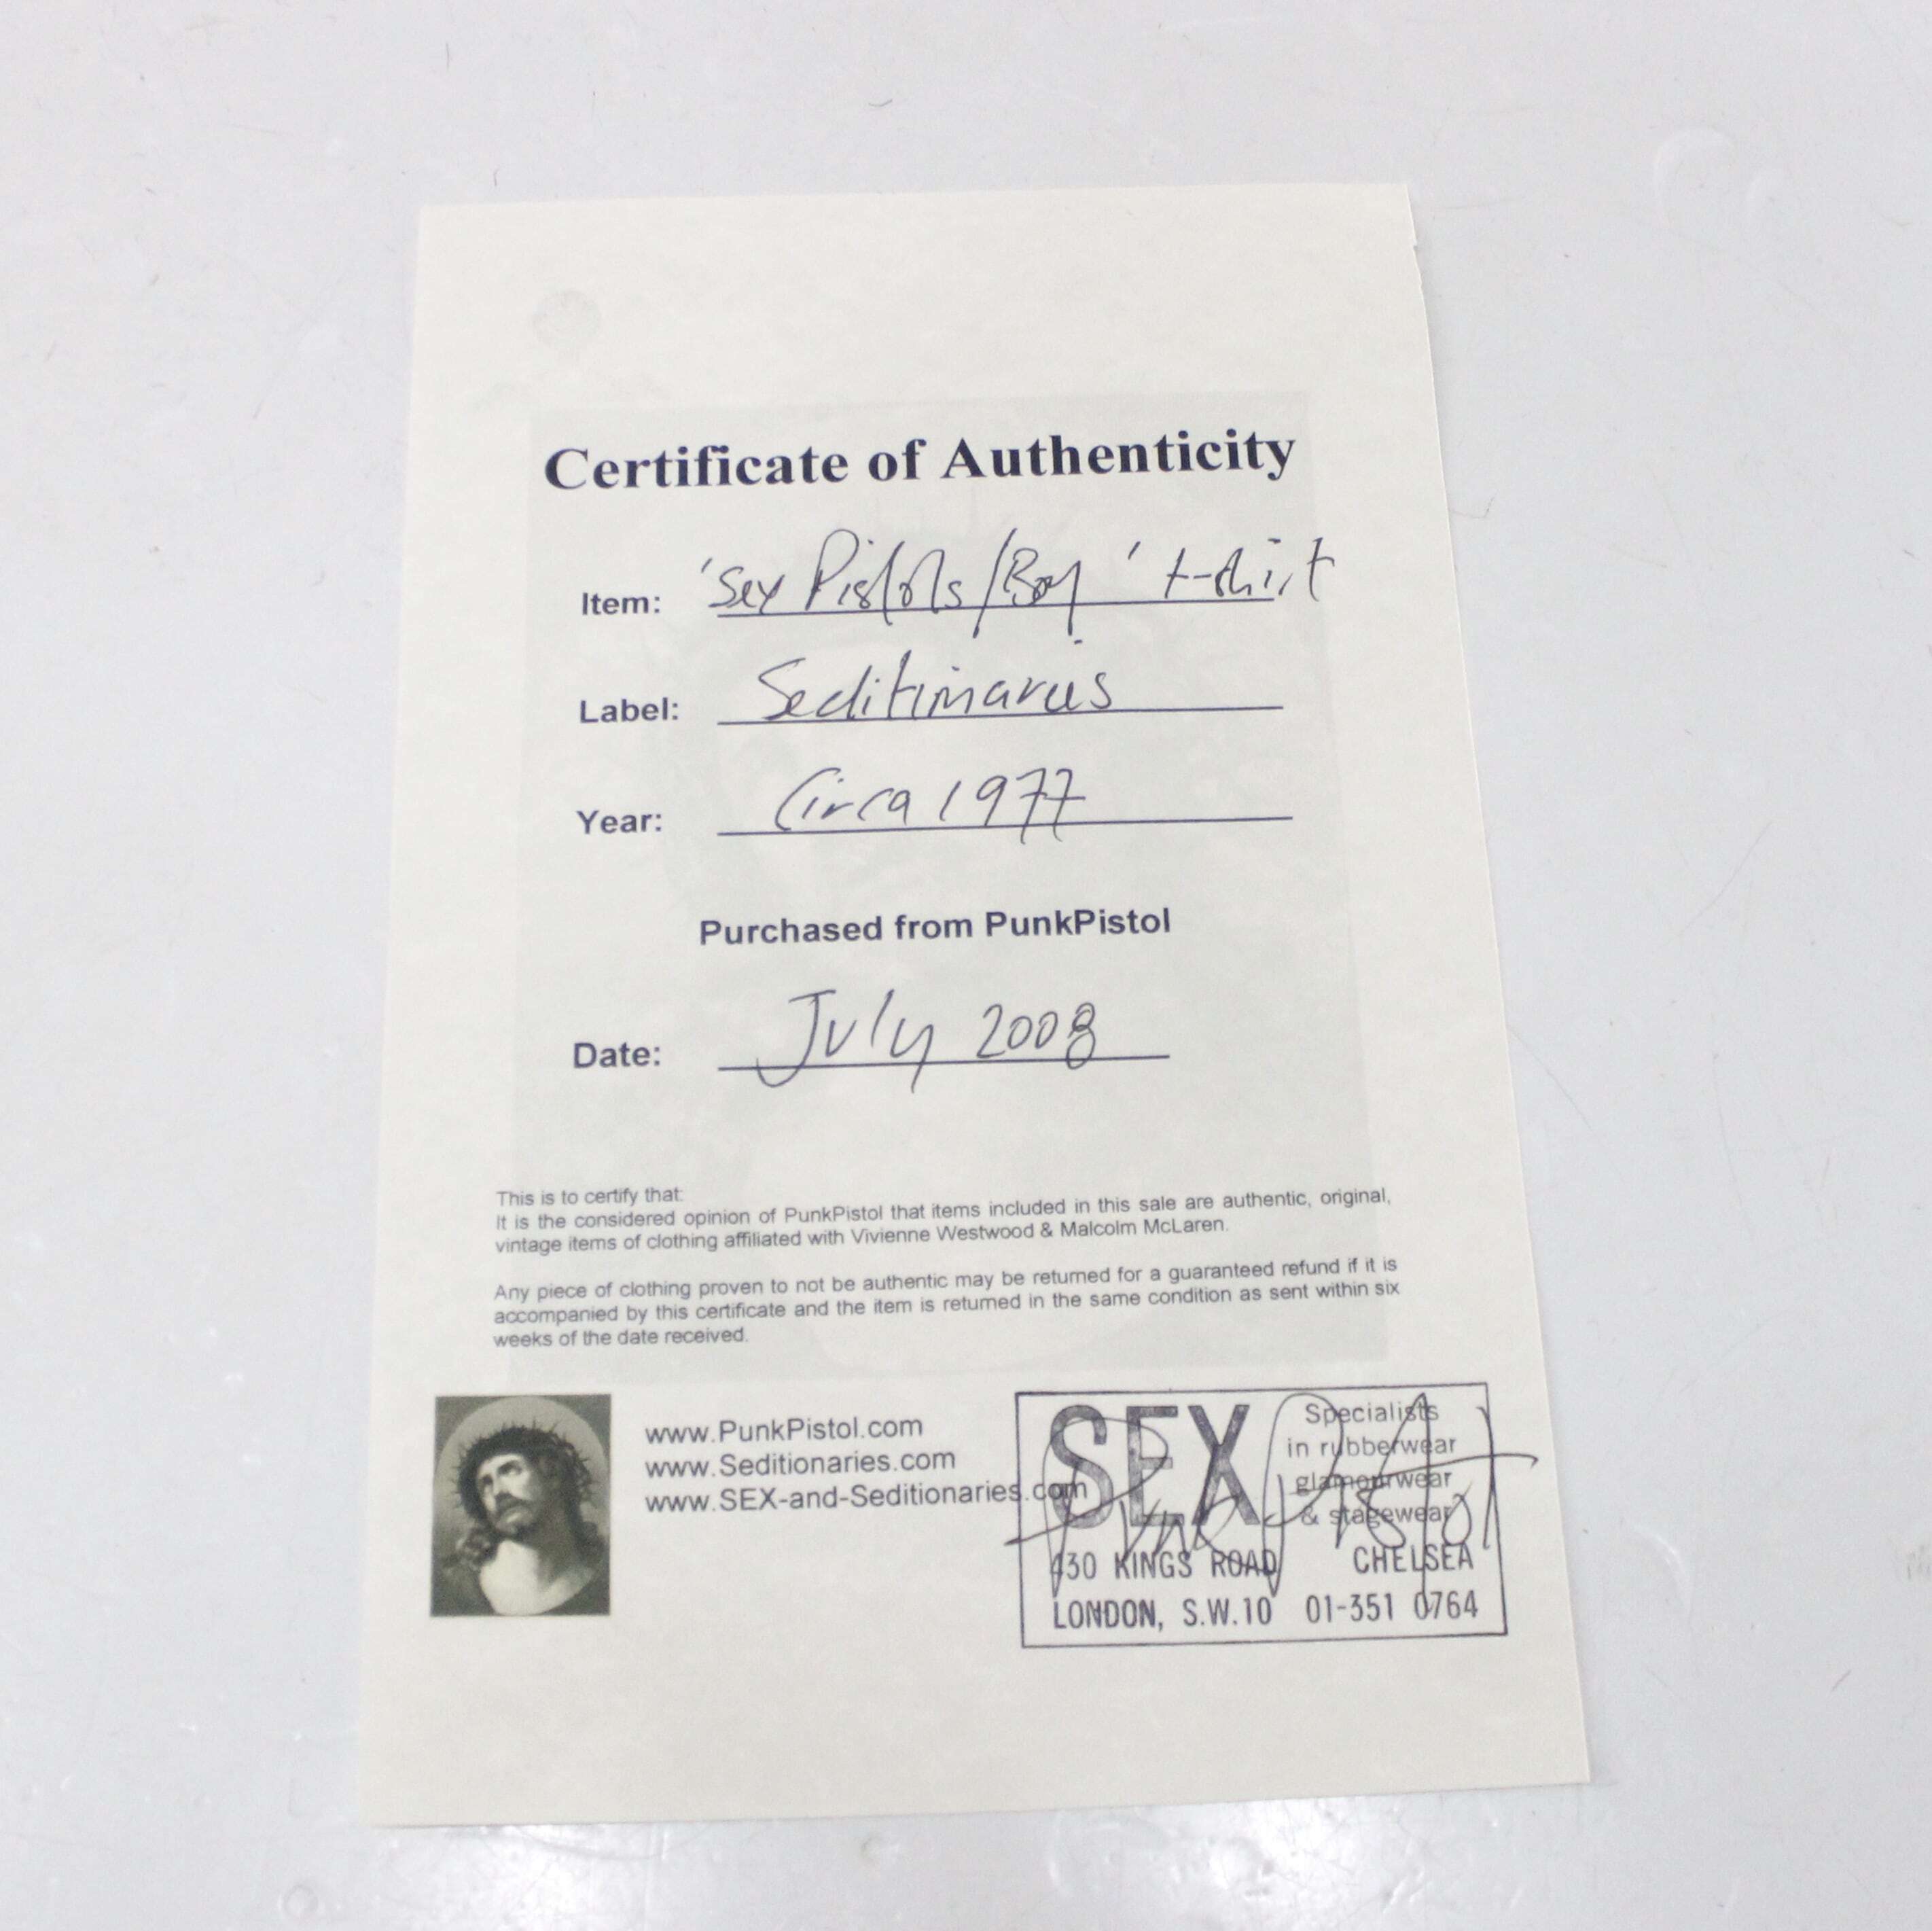 Certificate of Authenticity
Item: 'Sex Pistols/Boy' t-shirt
Label: Seditionaries
Year: Circa 1977
Purchased from PunkPistol
Date: July 2008
This is to certify that:
It is the considered opinion of PunkPistol that items included in this sale are authentic, original,
vintage items of clothing affiliated with Vivienne Westwood & Malcolm McLaren.
Any piece of clothing proven to not be authentic may be returned for a guaranteed refund if it is
accompanied by this certificate and the item is returned in the same condition as sent within six
weeks of the date received.
www.PunkPistol.com
www.Seditionaries.com
www.SEX-and-Seditionaries.com
SEX
Specialists
in rubberwear
glamourwear
& stagewear
Punk Pistol
430 KINGS ROAD CHELSEA
LONDON, S.W.10 01-351 0764